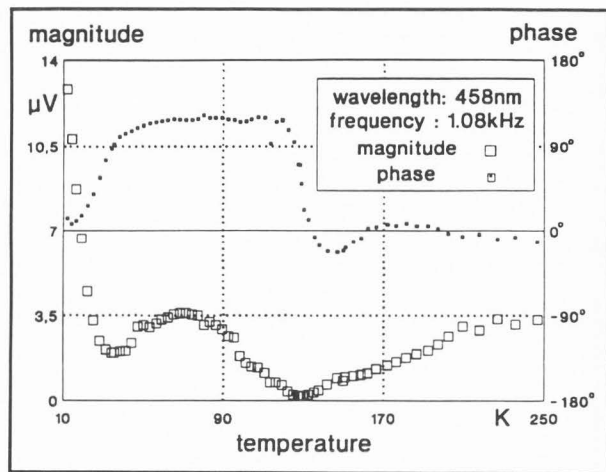 magnitude phase
14 180°
µV
wavelength: 458nm
frequency : 1.08kHz
10,5 magnitude 90°
phase
7 0°
3,5 -90°
0 -180°
10 90 170 K 250
temperature